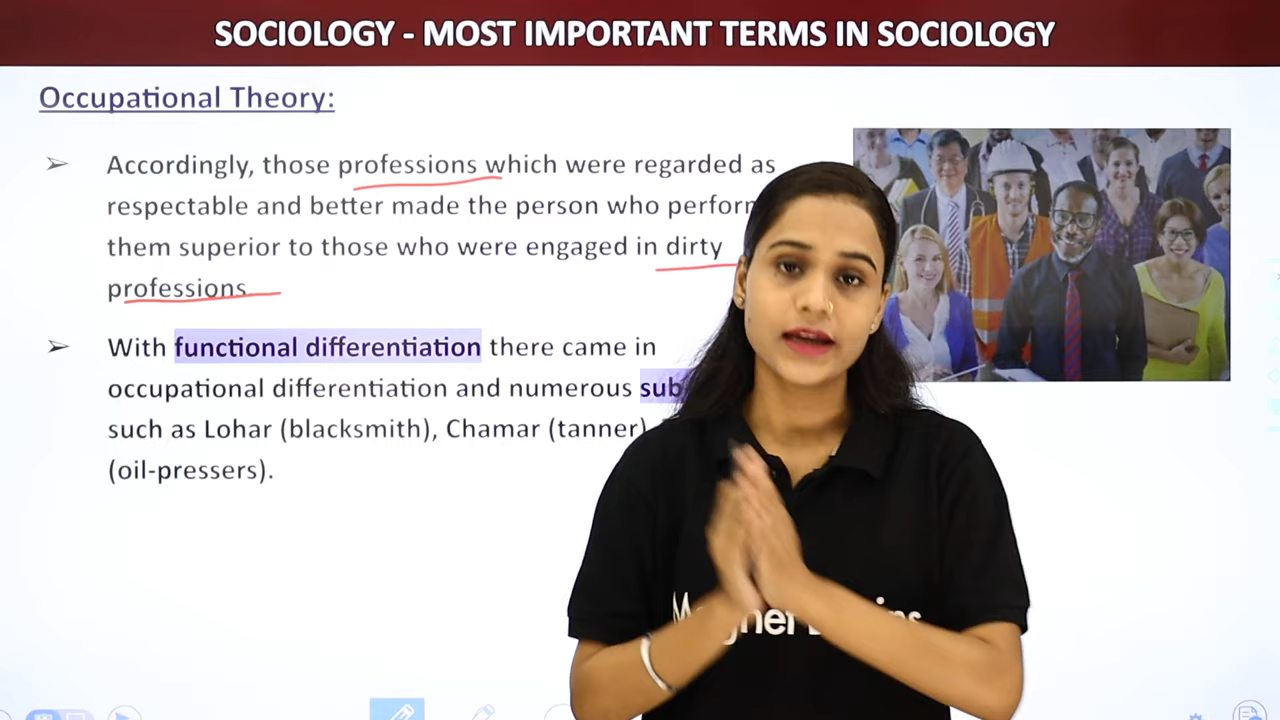 SOCIOLOGY - MOST IMPORTANT TERMS IN SOCIOLOGY
Occupational Theory:
➢ Accordingly, those professions which were regarded as
respectable and better made the person who perform
them superior to those who were engaged in dirty
professions
➢ With functional differentiation there came in
occupational differentiation and numerous sub
such as Lohar (blacksmith), Chamar (tanner)
(oil-pressers).